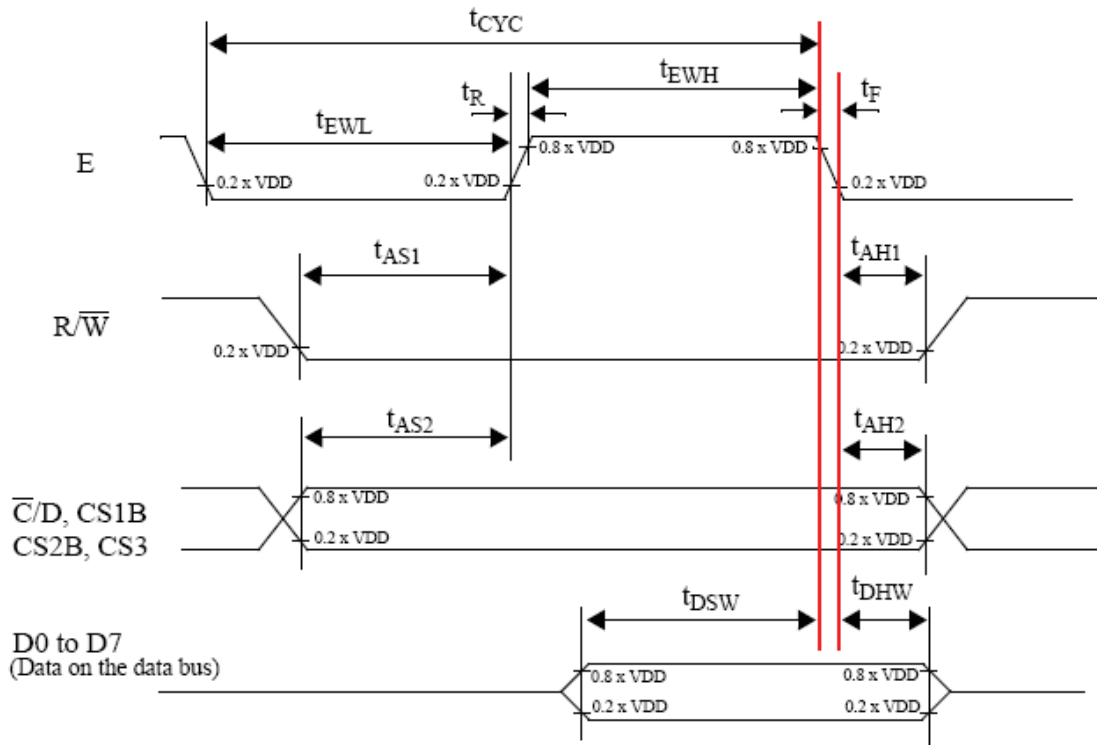 tCYC
tEWH
tR
tF
tEWL
E
0.8 x VDD
0.8 x VDD
0.2 x VDD
0.2 x VDD
0.2 x VDD
tAS1
tAH1
R/W̅
0.2 x VDD
0.2 x VDD
tAS2
tAH2
C̅/D, CS1B
CS2B, CS3
0.8 x VDD
0.8 x VDD
0.2 x VDD
0.2 x VDD
tDSW
tDHW
D0 to D7
(Data on the data bus)
0.8 x VDD
0.8 x VDD
0.2 x VDD
0.2 x VDD